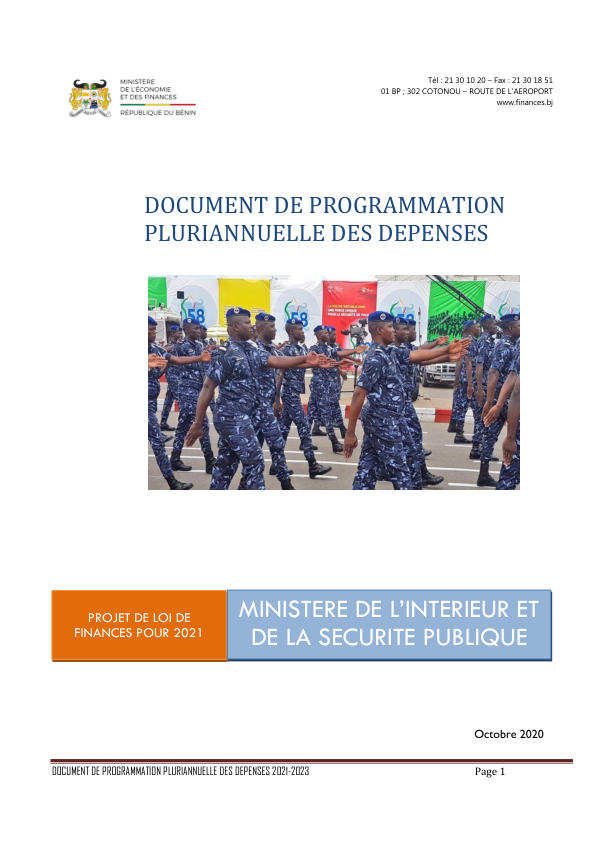 MINISTÈRE
DE L'ÉCONOMIE
ET DES FINANCES
RÉPUBLIQUE DU BÉNIN
Tél : 21 30 10 20 – Fax : 21 30 18 51
01 BP ; 302 COTONOU – ROUTE DE L'AEROPORT
www.finances.bj
DOCUMENT DE PROGRAMMATION
PLURIANNUELLE DES DEPENSES
58
58
58
PROJET DE LOI DE
FINANCES POUR 2021
MINISTERE DE L'INTERIEUR ET
DE LA SECURITE PUBLIQUE
Octobre 2020
DOCUMENT DE PROGRAMMATION PLURIANNUELLE DES DEPENSES 2021-2023
Page 1